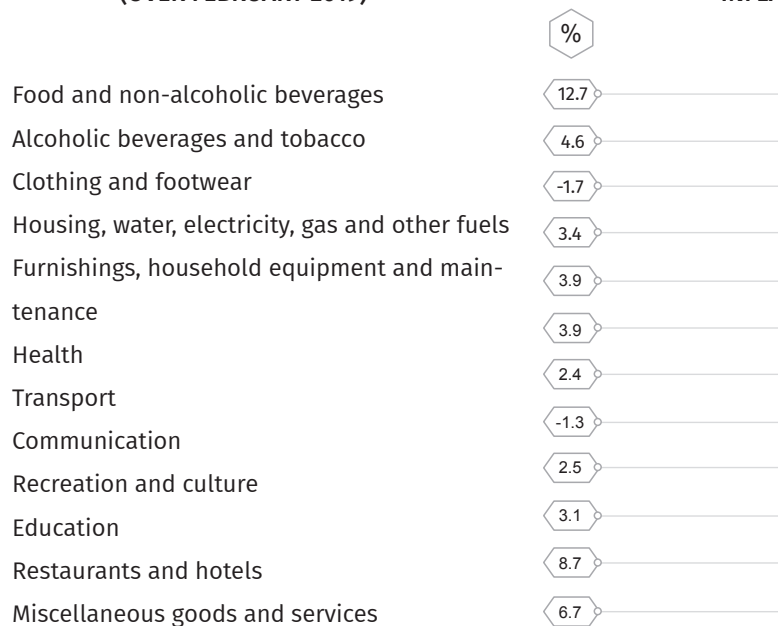 %
Food and non-alcoholic beverages 12.7
Alcoholic beverages and tobacco 4.6
Clothing and footwear -1.7
Housing, water, electricity, gas and other fuels 3.4
Furnishings, household equipment and main- 3.9
tenance 3.9
Health 2.4
Transport -1.3
Communication 2.5
Recreation and culture 3.1
Education 8.7
Restaurants and hotels 6.7
Miscellaneous goods and services